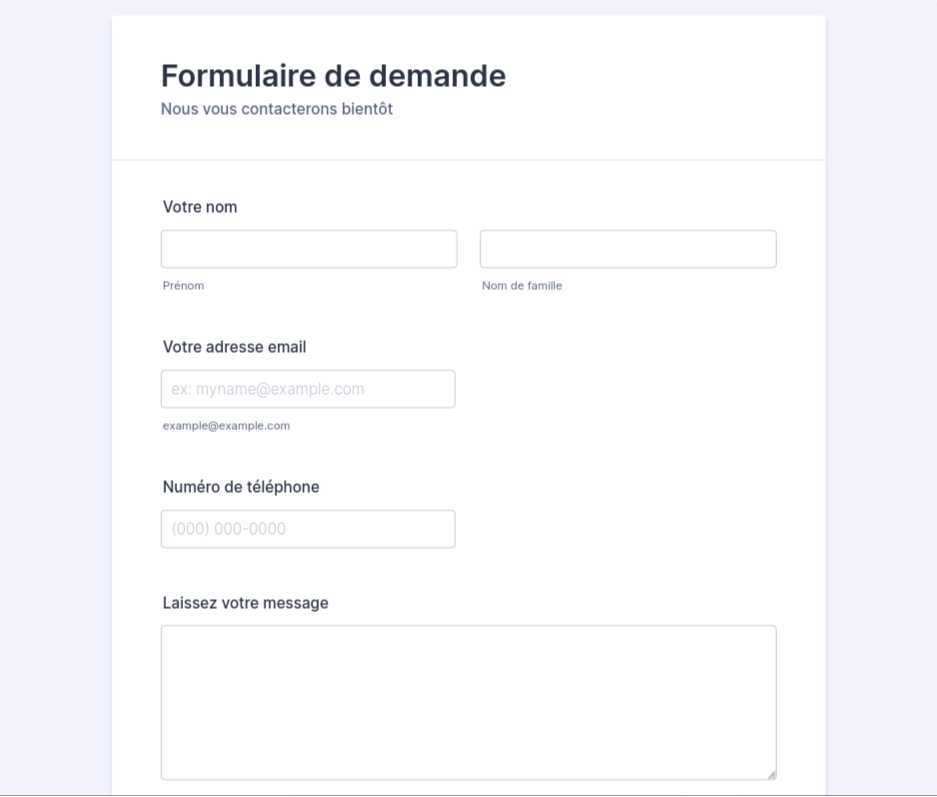 Formulaire de demande
Nous vous contacterons bientôt
Votre nom
Prénom Nom de famille
Votre adresse email
ex: myname@example.com
example@example.com
Numéro de téléphone
(000) 000-0000
Laissez votre message